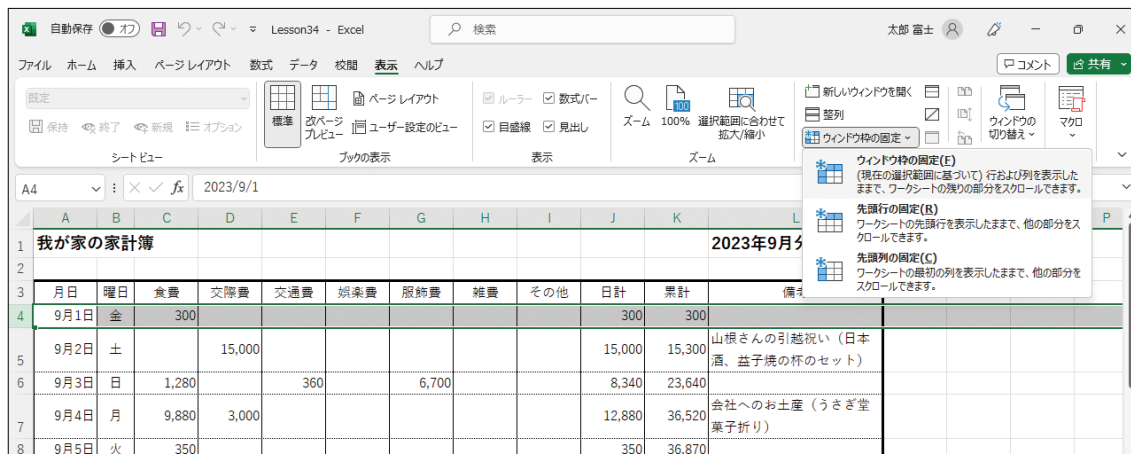 自動保存 オフ Lesson34 - Excel 検索 太郎 富士
ファイル ホーム 挿入 ページ レイアウト 数式 データ 校閲 表示 ヘルプ コメント 共有
既定
保持 終了 新規 オプション
シート ビュー
標準 改ページ プレビュー ページ レイアウト ユーザー設定のビュー
ブックの表示
ルーラー 数式バー
目盛線 見出し
表示
ズーム 100% 選択範囲に合わせて 拡大/縮小
ズーム
新しいウィンドウを開く
整列
ウィンドウ枠の固定
ウィンドウの 切り替え
マクロ
ウィンドウ枠の固定(F)
(現在の選択範囲に基づいて) 行および列を表示した
ままで、ワークシートの残りの部分をスクロールできます。
先頭行の固定(R)
ワークシートの先頭行を表示したままで、他の部分をス
クロールできます。
先頭列の固定(C)
ワークシートの最初の列を表示したままで、他の部分を
スクロールできます。
A4 fx 2023/9/1
A B C D E F G H I J K L P
1 我が家の家計簿 2023年9月分
2
3 月日 曜日 食費 交際費 交通費 娯楽費 服飾費 雑費 その他 日計 累計 備
4 9月1日 金 300 300 300
5 9月2日 土 15,000 15,000 15,300 山根さんの引越祝い（日本
酒、益子焼の杯のセット）
6 9月3日 日 1,280 360 6,700 8,340 23,640
7 9月4日 月 9,880 3,000 12,880 36,520 会社へのお土産（うさぎ堂
菓子折り）
8 9月5日 火 350 350 36,870